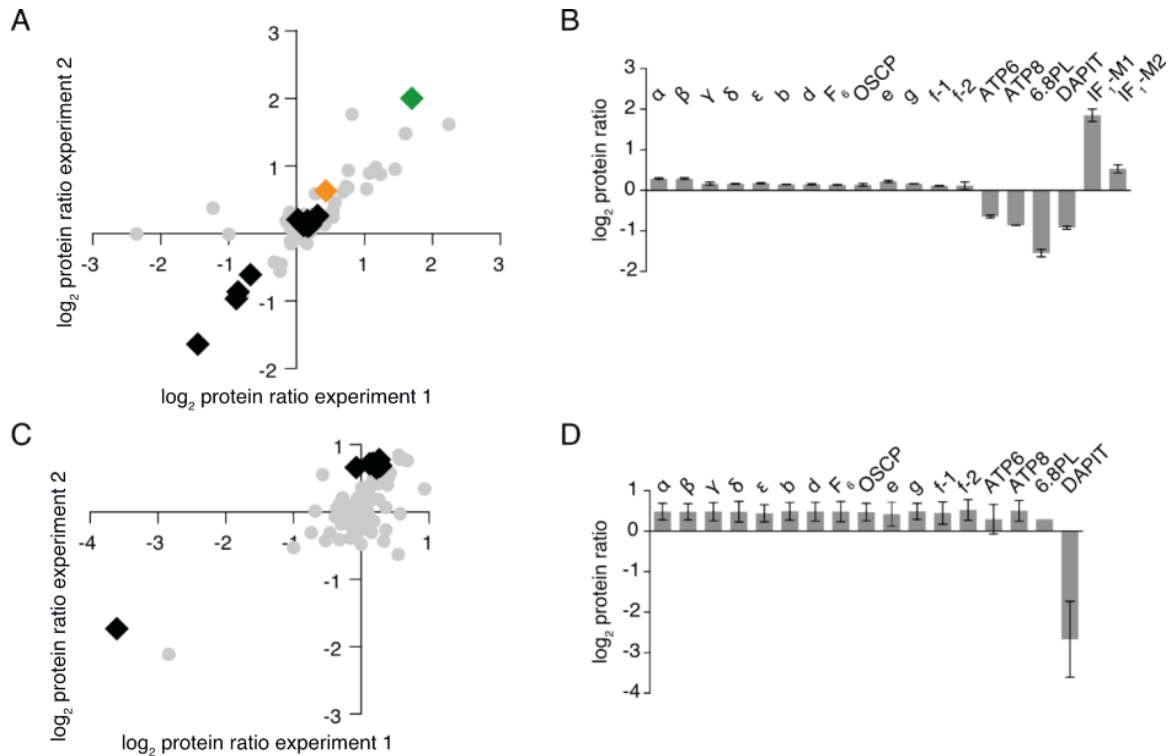 A
log₂ protein ratio experiment 2
3
2
1
0
-1
-2
-3 -2 -1 1 2 3
log₂ protein ratio experiment 1
B
log₂ protein ratio
3
2
1
0
-1
-2
α β γ δ ε b d F₆ OSCP e g f-1 f-2 ATP6 ATP8 6.8PL DAPIT IF₁-M1 IF₁-M2
C
log₂ protein ratio experiment 2
1
0
-1
-2
-3
-4 -3 -2 -1 1
log₂ protein ratio experiment 1
D
log₂ protein ratio
1
0
-1
-2
-3
-4
α β γ δ ε b d F₆ OSCP e g f-1 f-2 ATP6 ATP8 6.8PL DAPIT